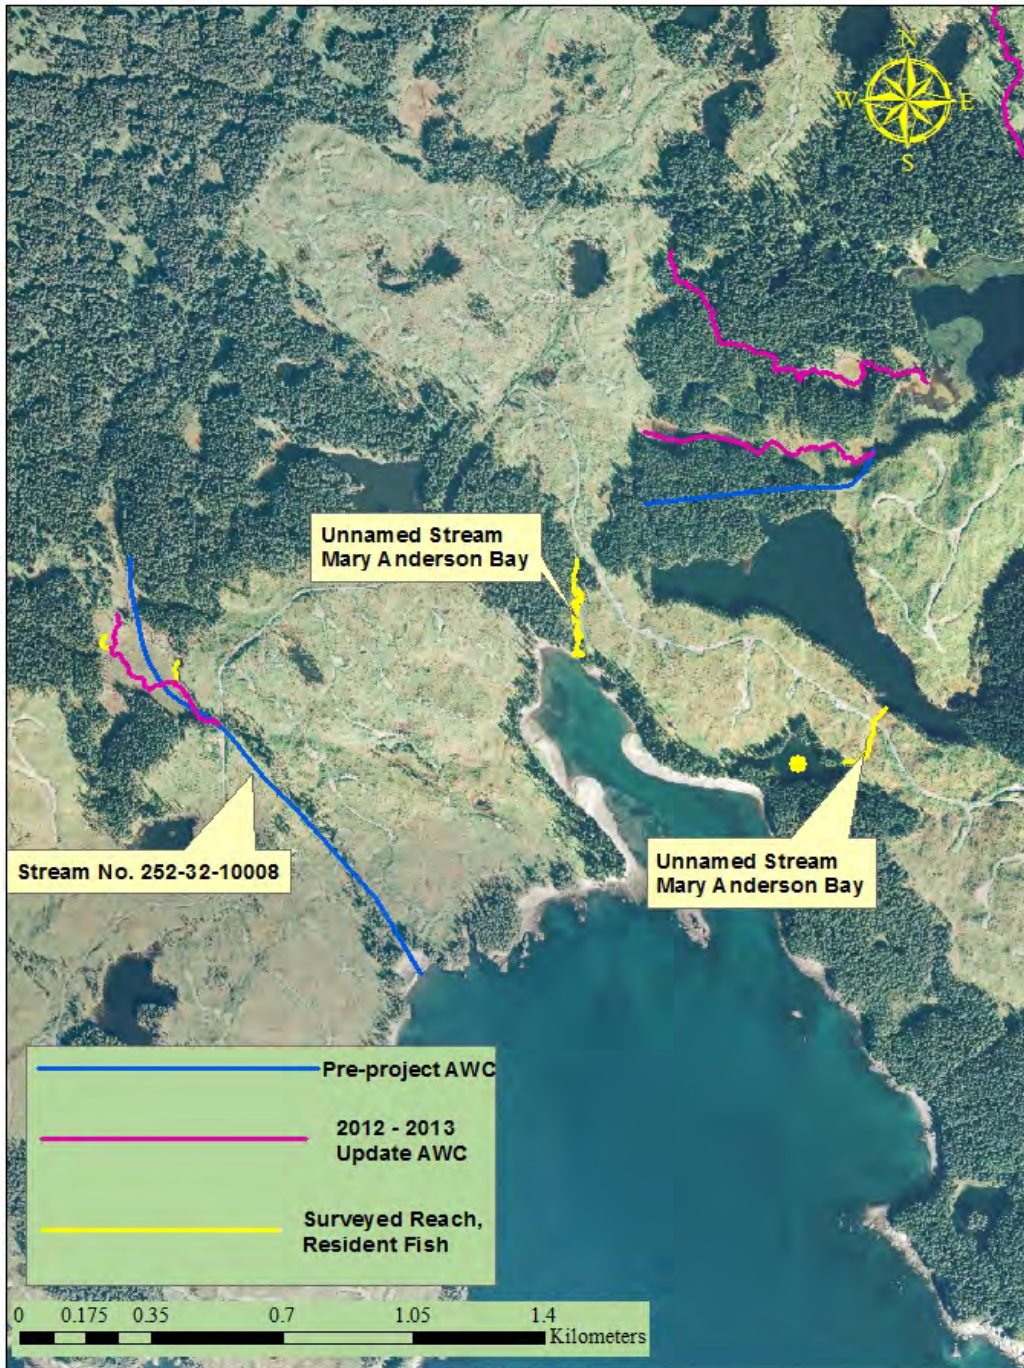 N
W E
S
Unnamed Stream
Mary Anderson Bay
Stream No. 252-32-10008
Unnamed Stream
Mary Anderson Bay
Pre-project AWC
2012 - 2013
Update AWC
Surveyed Reach,
Resident Fish
0 0.175 0.35 0.7 1.05 1.4
Kilometers